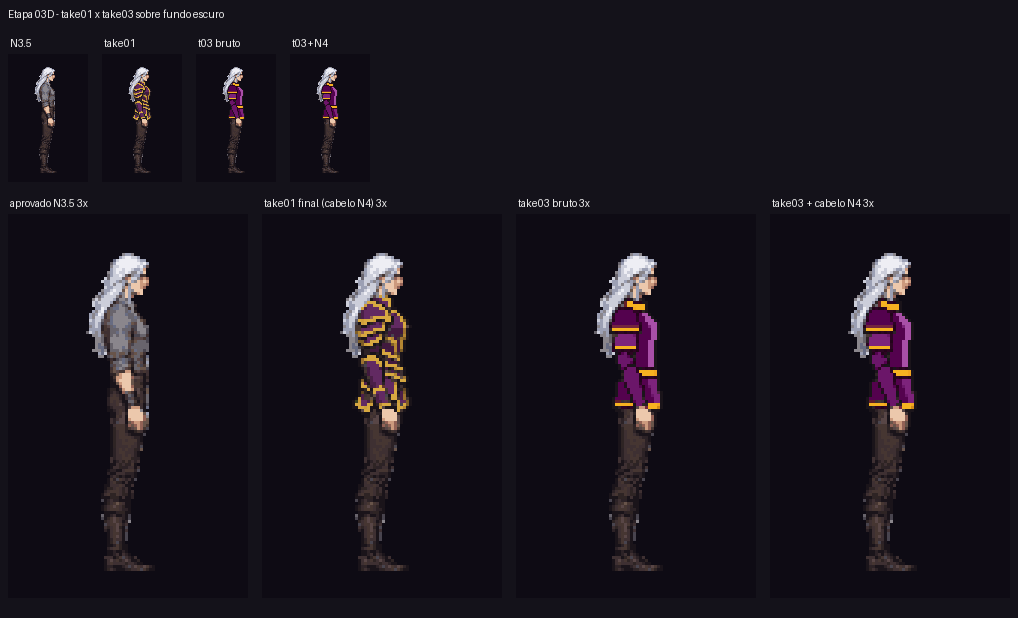 Etapa 03D - take01 x take03 sobre fundo escuro
N3.5
take01
t03 bruto
t03+N4
aprovado N3.5 3x
take01 final (cabelo N4) 3x
take03 bruto 3x
take03 + cabelo N4 3x